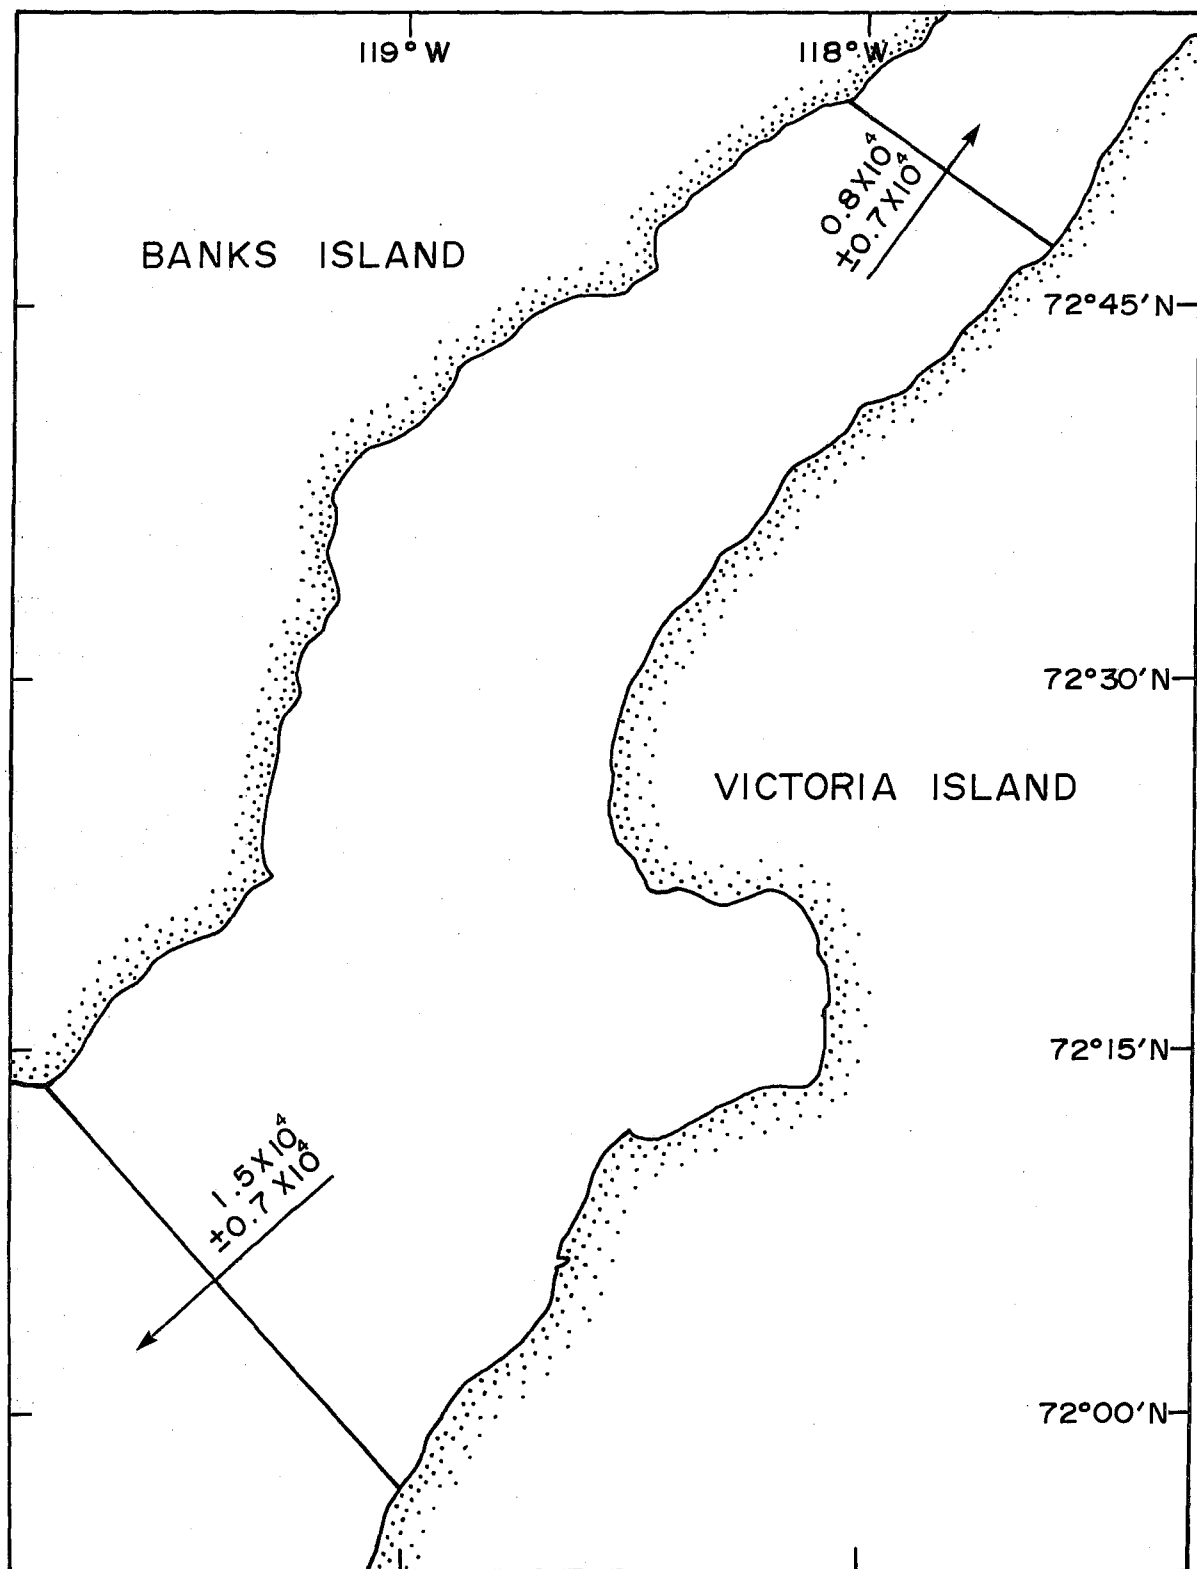 119°W
118°W
0.8X10⁴
±0.7X10⁴
BANKS ISLAND
72°45'N
72°30'N
VICTORIA ISLAND
72°15'N
1.5X10⁴
±0.7X10⁴
72°00'N